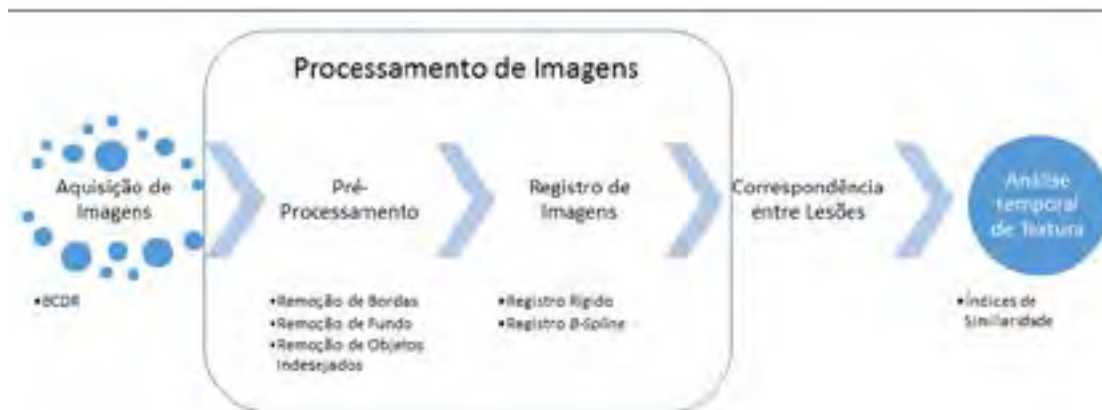 Processamento de Imagens
Aquisição de
Imagens
•BCDR
Pré-
Processamento
•Remoção de Bordas
•Remoção de Fundo
•Remoção de Objetos
Indesejados
Registro de
Imagens
•Registro Rígido
•Registro B-Spline
Correspondência
entre Lesões
Análise
temporal
de Textura
•Índices de
Similaridade